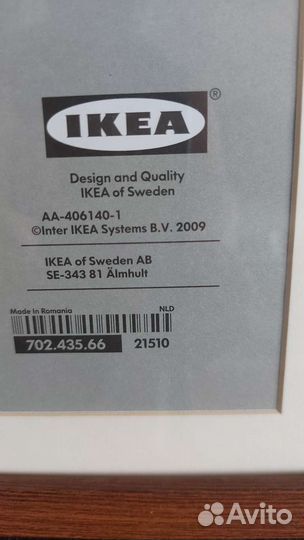 IKEA®
Design and Quality
IKEA of Sweden
AA-406140-1
©Inter IKEA Systems B.V. 2009
IKEA of Sweden AB
SE-343 81 Älmhult
Made in Romania NLD
702.435.66 21510
Avito